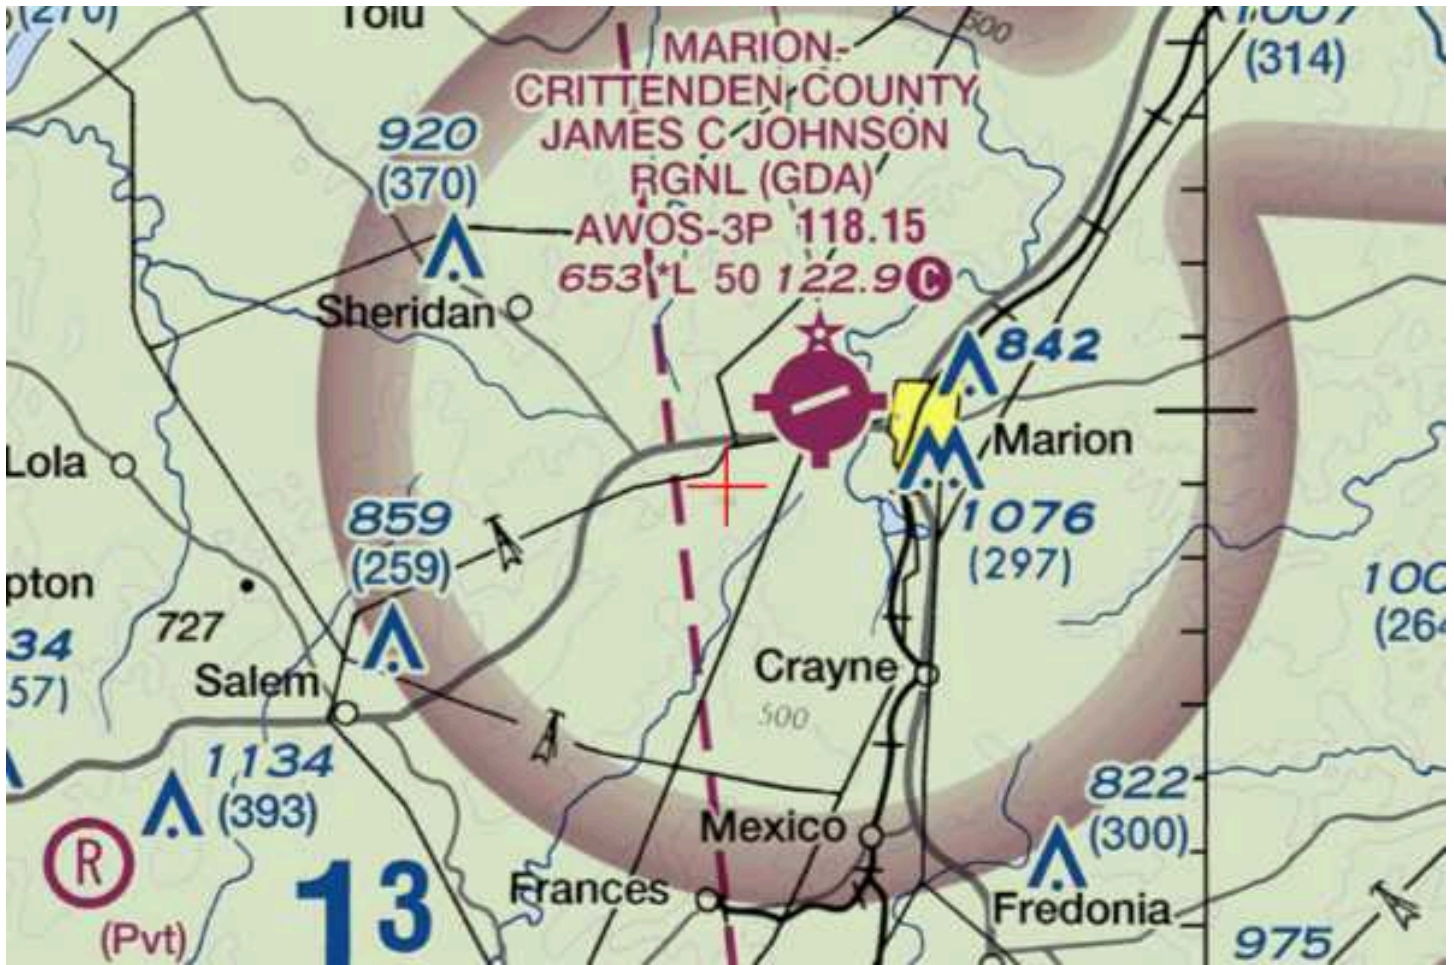 (270)
Tolu
500
1007
(314)
MARION-
CRITTENDEN COUNTY
JAMES C JOHNSON
RGNL (GDA)
AWOS-3P 118.15
653 *L 50 122.9 C
920
(370)
Sheridan
842
Marion
Lola
859
(259)
1076
(297)
pton
727
34
57)
100
(264
Salem
Crayne
500
1134
(393)
822
(300)
Mexico
R
(Pvt)
13
Frances
Fredonia
975